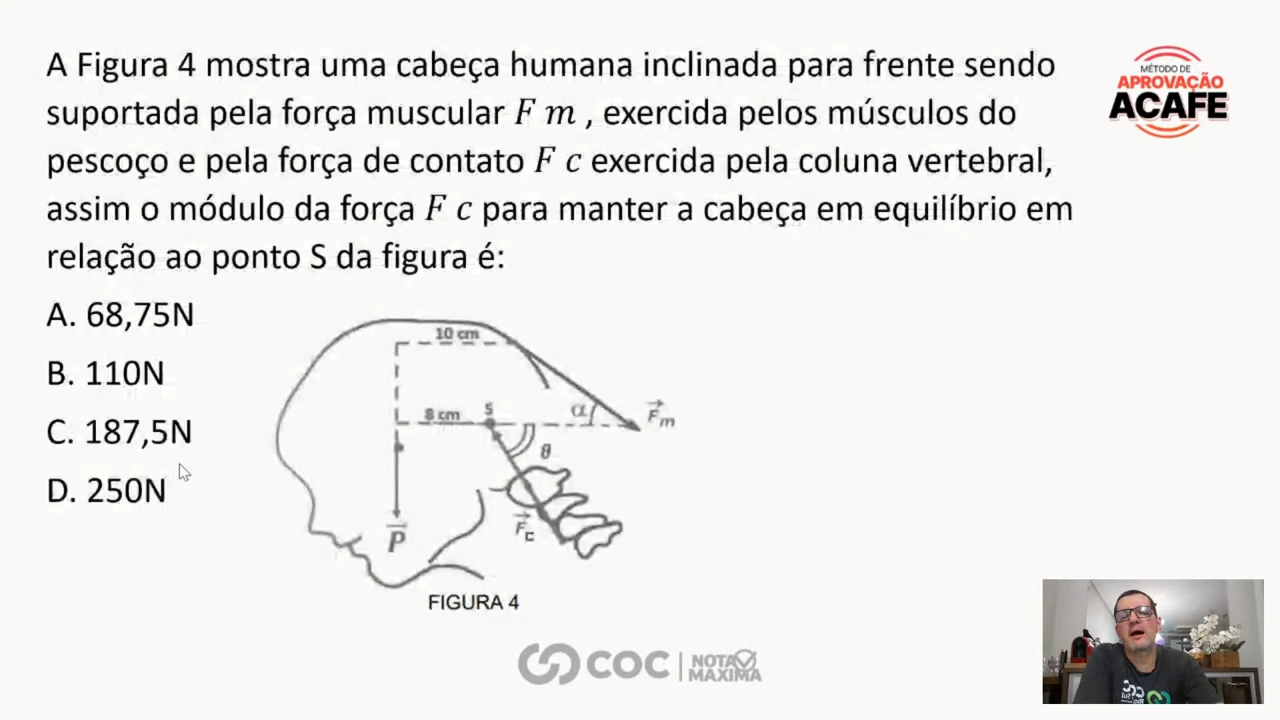 A Figura 4 mostra uma cabeça humana inclinada para frente sendo
suportada pela força muscular F m , exercida pelos músculos do
pescoço e pela força de contato F c exercida pela coluna vertebral,
assim o módulo da força F c para manter a cabeça em equilíbrio em
relação ao ponto S da figura é:
A. 68,75N
B. 110N
C. 187,5N
D. 250N
10 cm
8 cm
S
α
F⃗m
θ
F⃗c
P⃗
FIGURA 4
MÉTODO DE
APROVAÇÃO
ACAFE
COC
NOTA
MÁXIMA